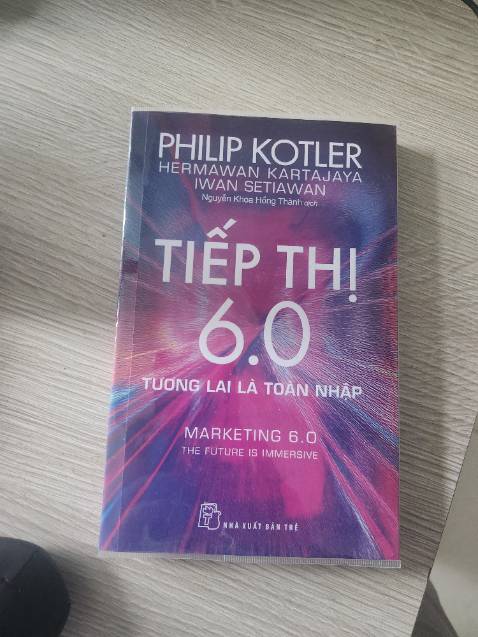 PHILIP KOTLER
HERMAWAN KARTAJAYA
IWAN SETIAWAN
Nguyễn Khoa Hồng Thành dịch
TIẾP THỊ
6.0
TƯƠNG LAI LÀ TOÀN NHẬP
MARKETING 6.0
THE FUTURE IS IMMERSIVE
NHÀ XUẤT BẢN TRẺ